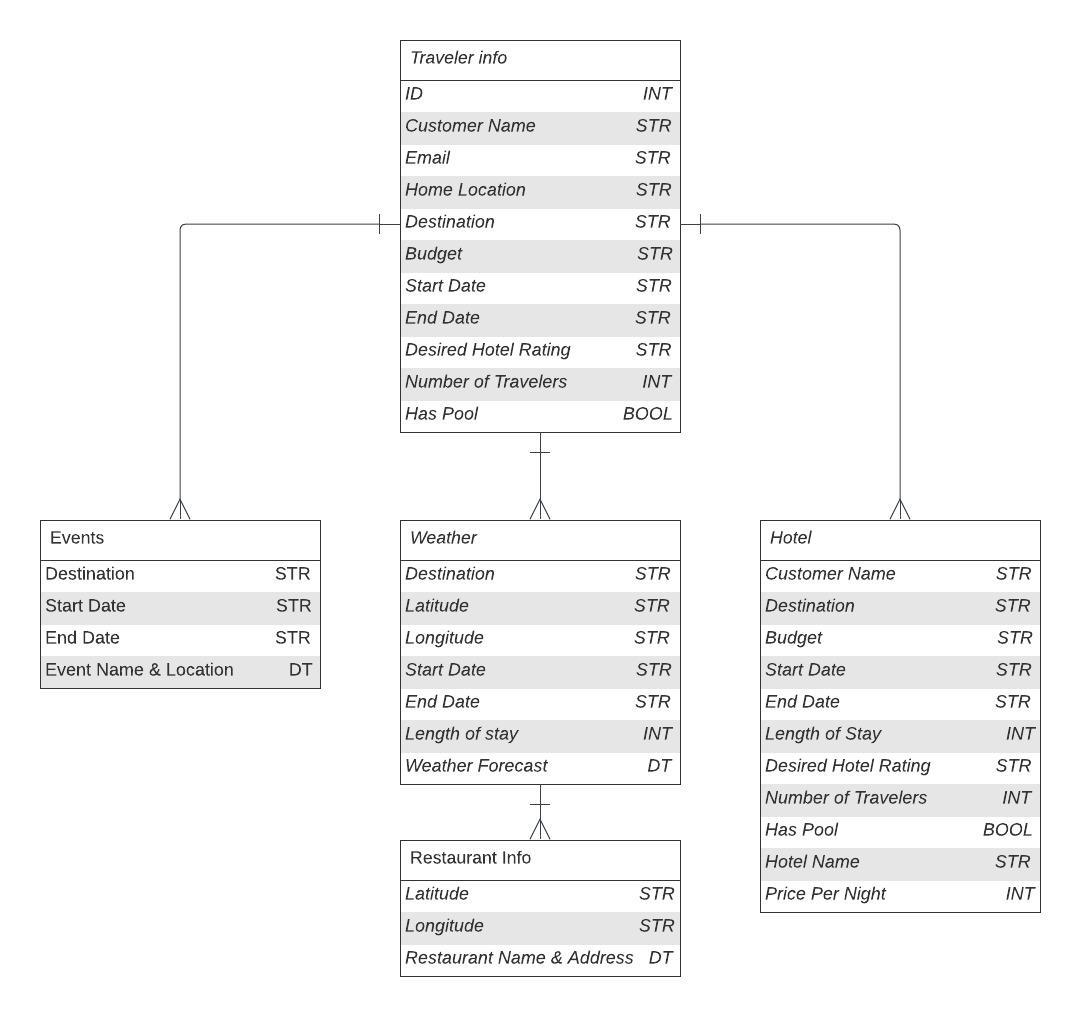 Traveler info
ID INT
Customer Name STR
Email STR
Home Location STR
Destination STR
Budget STR
Start Date STR
End Date STR
Desired Hotel Rating STR
Number of Travelers INT
Has Pool BOOL
Events
Destination STR
Start Date STR
End Date STR
Event Name & Location DT
Weather
Destination STR
Latitude STR
Longitude STR
Start Date STR
End Date STR
Length of stay INT
Weather Forecast DT
Hotel
Customer Name STR
Destination STR
Budget STR
Start Date STR
End Date STR
Length of Stay INT
Desired Hotel Rating STR
Number of Travelers INT
Has Pool BOOL
Hotel Name STR
Price Per Night INT
Restaurant Info
Latitude STR
Longitude STR
Restaurant Name & Address DT